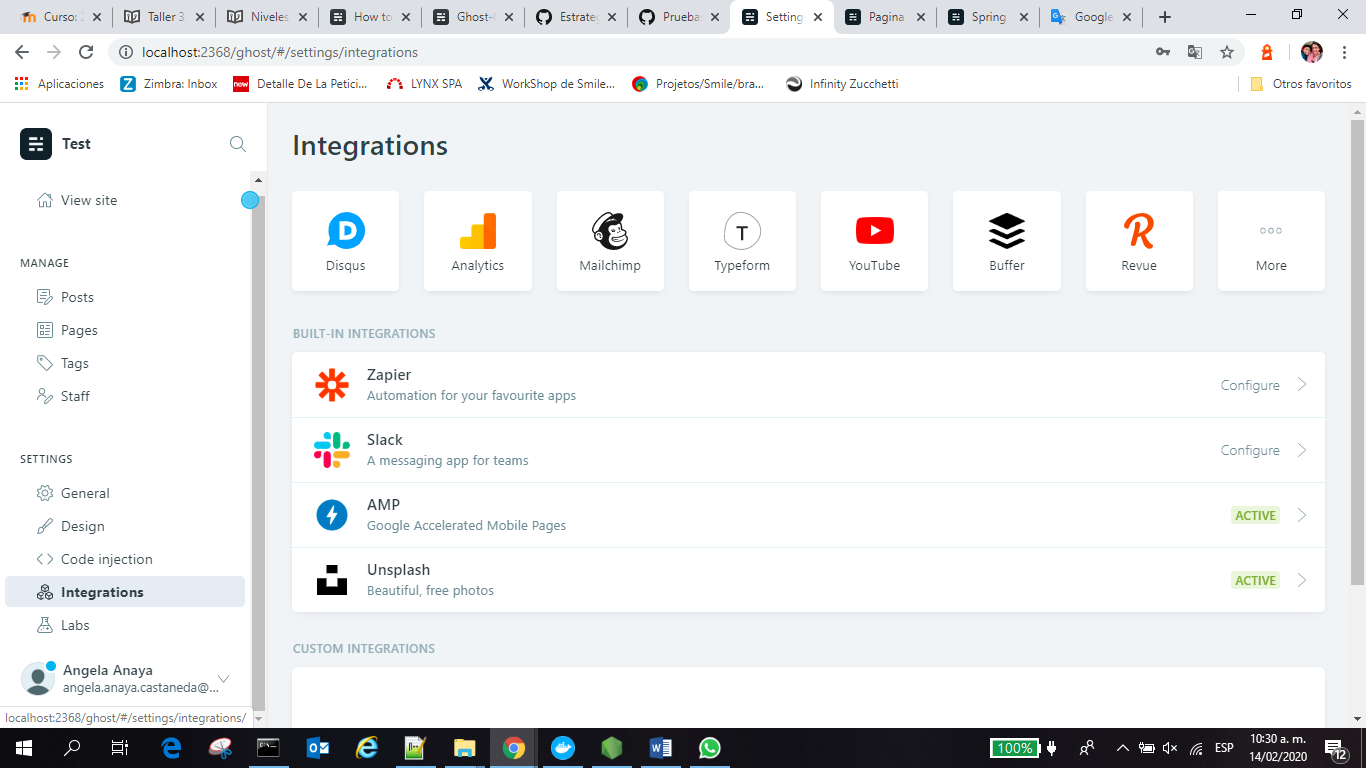 Curso: 2
Taller 3
Niveles
How to
Ghost-
Estrate
Prueba
Setting
Pagina
Spring
Google
localhost:2368/ghost/#/settings/integrations
Aplicaciones
Zimbra: Inbox
now
Detalle De La Petici...
LYNX SPA
WorkShop de Smile...
Projetos/Smile/bra...
Infinity Zucchetti
Otros favoritos
Test
View site
MANAGE
Posts
Pages
Tags
Staff
SETTINGS
General
Design
Code injection
Integrations
Labs
Angela Anaya
angela.anaya.castaneda@...
localhost:2368/ghost/#/settings/integrations/
Integrations
Disqus
Analytics
Mailchimp
Typeform
YouTube
Buffer
Revue
More
BUILT-IN INTEGRATIONS
Zapier
Automation for your favourite apps
Configure
Slack
A messaging app for teams
Configure
AMP
Google Accelerated Mobile Pages
ACTIVE
Unsplash
Beautiful, free photos
ACTIVE
CUSTOM INTEGRATIONS
100%
ESP
10:30 a. m.
14/02/2020
12